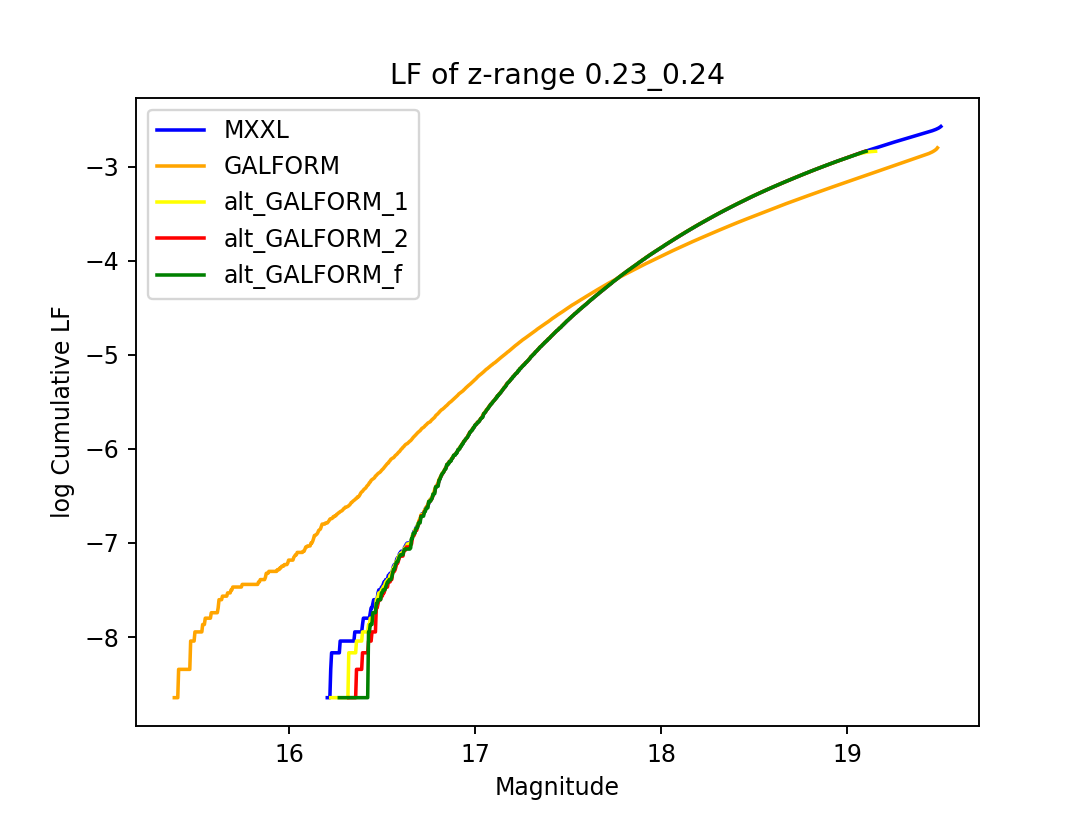 LF of z-range 0.23_0.24
MXXL
GALFORM
alt_GALFORM_1
alt_GALFORM_2
alt_GALFORM_f
log Cumulative LF
−3
−4
−5
−6
−7
−8
16 17 18 19
Magnitude